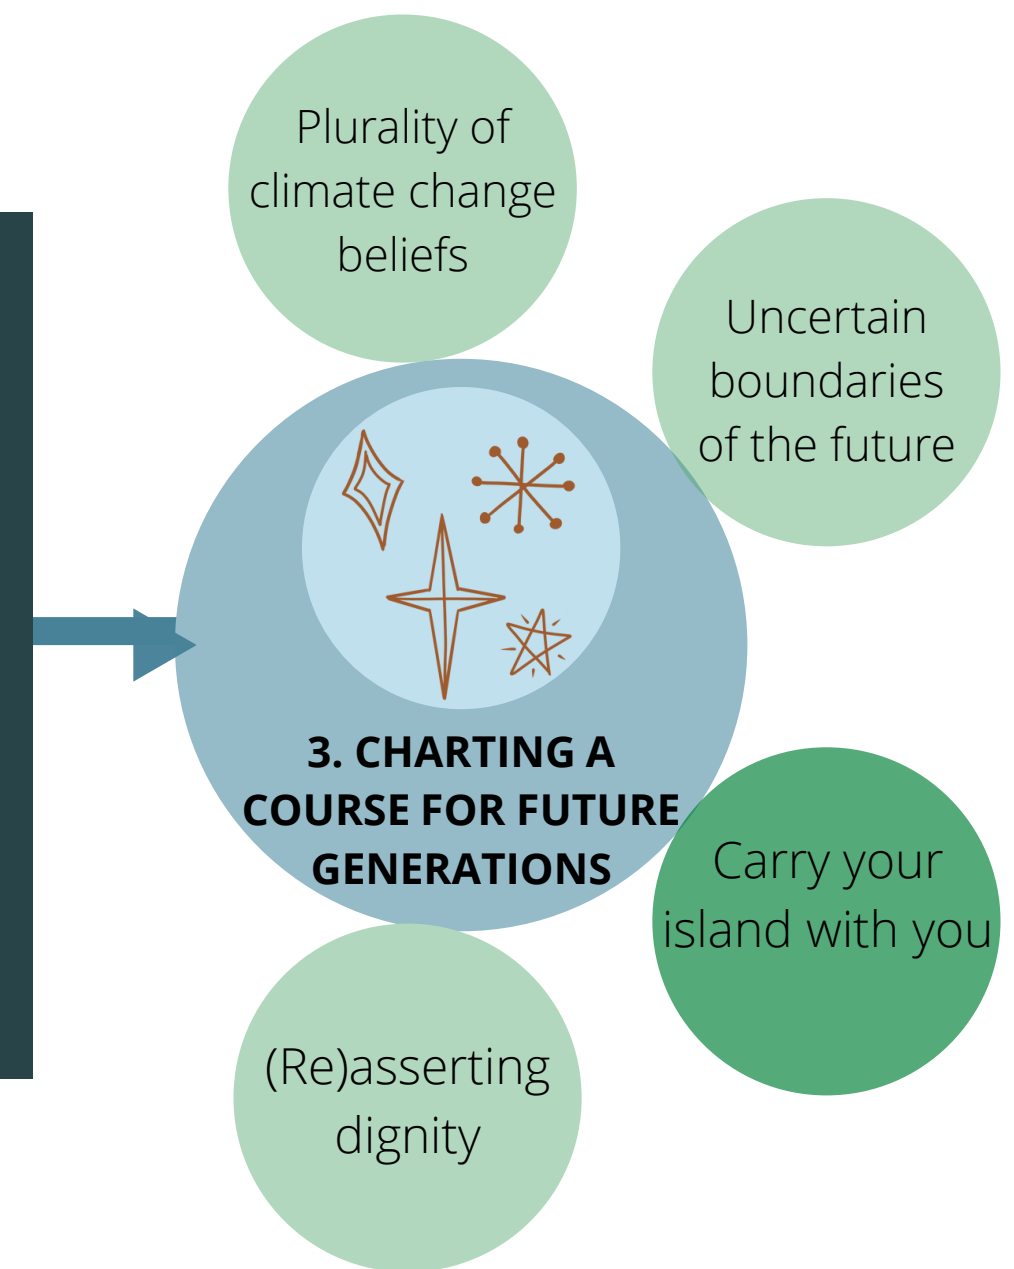 Plurality of
climate change
beliefs
Uncertain
boundaries
of the future
3. CHARTING A
COURSE FOR FUTURE
GENERATIONS
Carry your
island with you
(Re)asserting
dignity